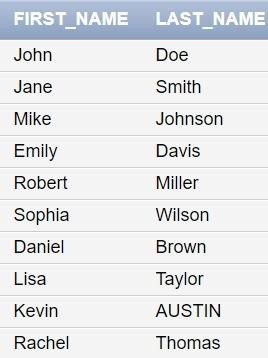 FIRST_NAME LAST_NAME
John Doe
Jane Smith
Mike Johnson
Emily Davis
Robert Miller
Sophia Wilson
Daniel Brown
Lisa Taylor
Kevin AUSTIN
Rachel Thomas